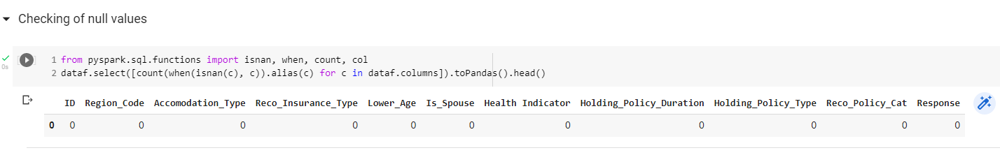 Checking of null values
1 from pyspark.sql.functions import isnan, when, count, col
0s
2 dataf.select([count(when(isnan(c), c)).alias(c) for c in dataf.columns]).toPandas().head()
ID Region_Code Accomodation_Type Reco_Insurance_Type Lower_Age Is_Spouse Health Indicator Holding_Policy_Duration Holding_Policy_Type Reco_Policy_Cat Response
0 0 0 0 0 0 0 0 0 0 0 0